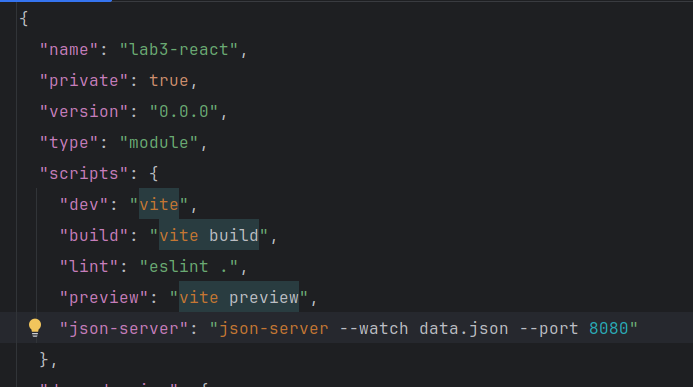 {
"name": "lab3-react",
"private": true,
"version": "0.0.0",
"type": "module",
"scripts": {
"dev": "vite",
"build": "vite build",
"lint": "eslint .",
"preview": "vite preview",
"json-server": "json-server --watch data.json --port 8080"
},